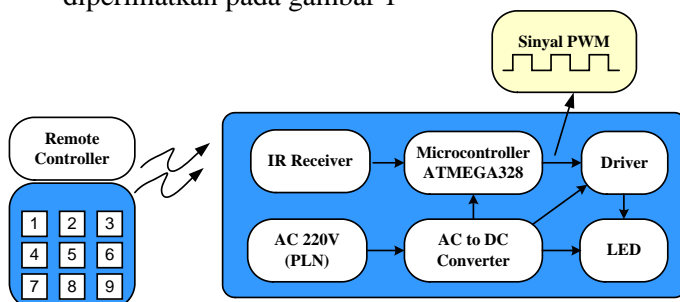 diperlihatkan pada gambar 1
Sinyal PWM
Remote
Controller
IR Receiver
Microcontroller
ATMEGA328
Driver
1 2 3
4 5 6
7 8 9
AC 220V
(PLN)
AC to DC
Converter
LED